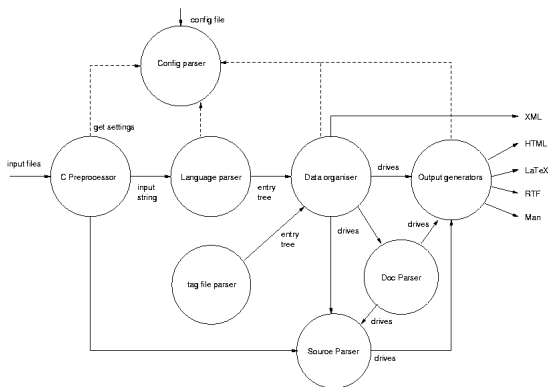 config file
Config parser
get settings
XML
HTML
input files
C Preprocessor
input
string
Language parser
entry
tree
Data organiser
drives
Output generators
LaTeX
RTF
Man
entry
tree
drives
drives
tag file parser
Doc Parser
drives
Source Parser
drives